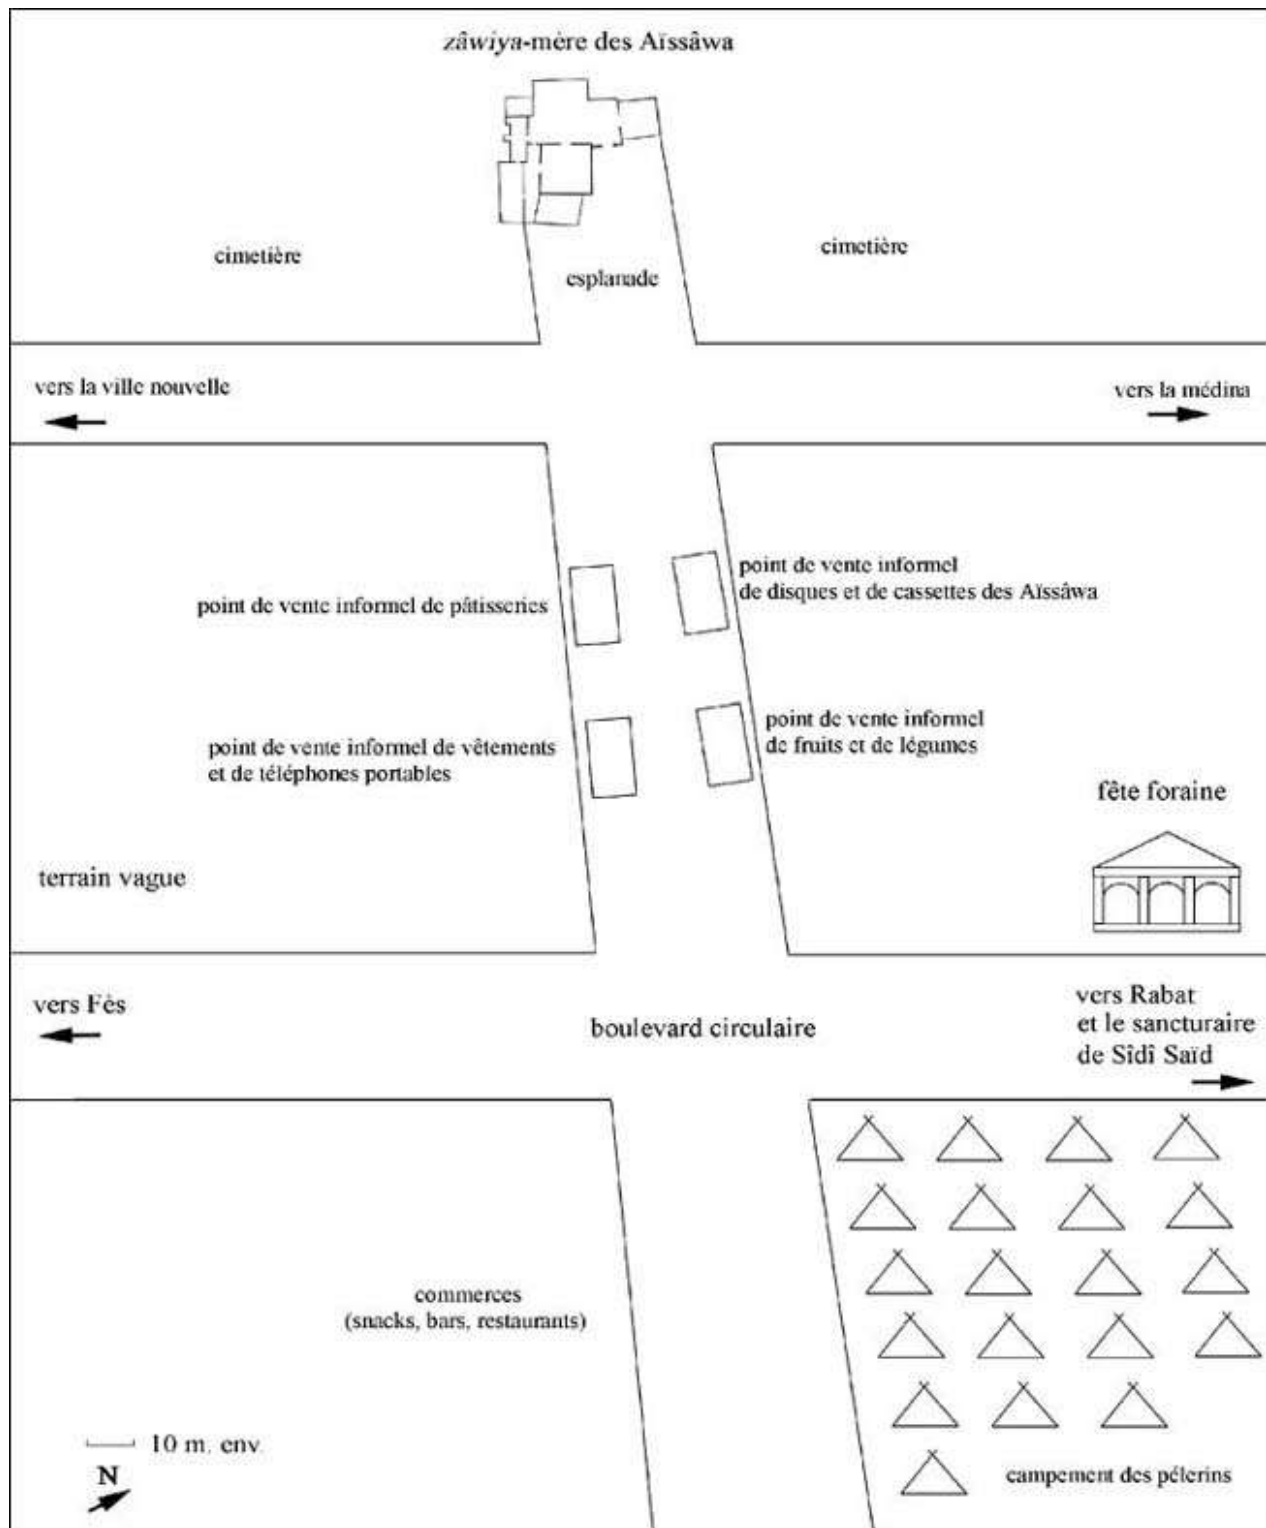 zâwiya-mère des Aïssâwa
cimetière
cimetière
esplanade
vers la ville nouvelle
vers la médina
point de vente informel de pâtisseries
point de vente informel
de disques et de cassettes des Aïssâwa
point de vente informel de vêtements
et de téléphones portables
point de vente informel
de fruits et de légumes
fête foraine
terrain vague
vers Fès
boulevard circulaire
vers Rabat
et le sancturaire
de Sîdî Saïd
commerces
(snacks, bars, restaurants)
10 m. env.
N
campement des pélerins